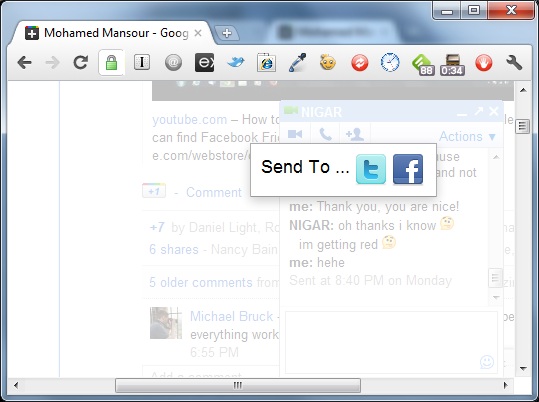 Mohamed Mansour - Goog
88
0:34
youtube.com – How to
can find Facebook Frie
e.com/webstore/
+1 - Comment
+7 by Daniel Light,
6 shares - Nancy Bain
5 older comments from
Michael Bruck -
everything work
6:55 PM
Add a comment
NIGAR
Actions ▼
and not
Send To ...
me: Thank you, you are nice!
NIGAR: oh thanks i know
im getting red
me: hehe
Sent at 8:40 PM on Monday